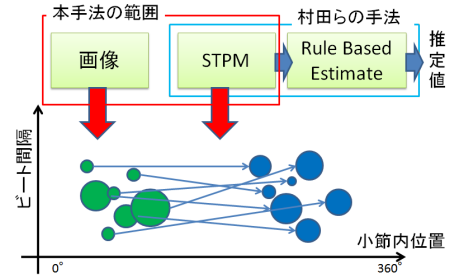 本手法の範囲
村田らの手法
画像
STPM
Rule Based
Estimate
推定値
ビート間隔
小節内位置
0°
360°